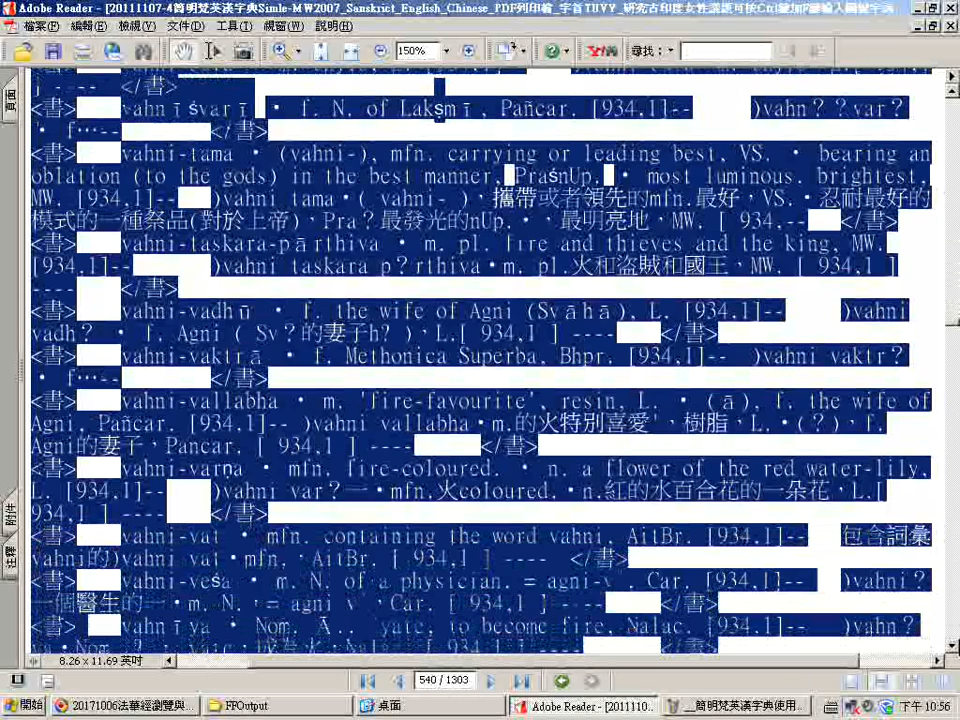 Adobe Reader - [20111107-4簡明梵英漢字典Simle-MW2007_Sanskrict_English_Chinese_PDF列印檔_字首TUVY_研究古印度女性
檔案(F) 編輯(E) 檢視(V) 文件(D) 工具(T) 視窗(W) 說明(H)
150% 尋找:
頁面
] ---- </書>
<書> vahnīśvarī • f. N. of Lakṣmī, Pañcar. [934,1]-- )vahn??var?
• f…-- </書>
<書> vahni-tama • (vahni-), mfn. carrying or leading best, VS. • bearing an
oblation (to the gods) in the best manner, PraśnUp. • most luminous. brightest,
MW. [934,1]-- )vahni tama•( vahni- ), 攜帶或者領先的mfn.最好, VS.•忍耐最好的
模式的一種祭品(對於上帝), Pra?最發光的nUp.•, 最明亮地, MW. [ 934,-- </書>
<書> vahni-taskara-pārthiva • m. pl. fire and thieves and the king, MW.
[934,1]-- )vahni taskara p?rthiva•m. pl.火和盜賊和國王, MW. [ 934,1 ]
---- </書>
<書> vahni-vadhū • f. the wife of Agni (Svāhā), L. [934,1]-- )vahni
vadh? • f. Agni ( Sv?的妻子h? ), L.[ 934,1 ] ---- </書>
<書> vahni-vaktrā • f. Methonica Superba, Bhpr. [934,1]-- )vahni vaktr?
• f…-- </書>
<書> vahni-vallabha • m. 'fire-favourite', resin, L. • (ā), f. the wife of
Agni, Pañcar. [934,1]-- )vahni vallabha•m.的火特別喜愛',樹脂, L.•(?), f.
Agni的妻子, Pancar. [ 934,1 ] ---- </書>
<書> vahni-varṇa • mfn. fire-coloured. • n. a flower of the red water-lily,
L. [934,1]-- )vahni var?一•mfn.火coloured.•n.紅的水百合花的一朵花, L.[
934,1 ] ---- </書>
<書> vahni-vat • mfn. containing the word vahni, AitBr. [934,1]-- 包含詞彙
vahni的)vahni vat•mfn., AitBr. [ 934,1 ] ---- </書>
<書> vahni-veśa • m. N. of a physician, = agni-v, Car. [934,1]-- )vahni?
一個醫生的一•m. N., = agni v, Car. [ 934,1 ] ---- </書>
<書> vahnīya • Nom. Ā.. yate, to become fire, Nalac. [934,1]-- )vahn?
附件
注釋
8.26 x 11.69 英吋
540 / 1303
開始 20171006法華經瀏覽與... FFOutput 桌面 Adobe Reader - [2011110... __簡明梵英漢字典使用... 下午 10:56